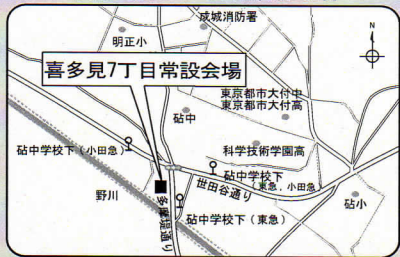 成城消防署
明正小
N
喜多見7丁目常設会場
東京都市大付中
東京都市大付高
砧中
砧中学校下(小田急)
科学技術学園高
砧中学校下
(東急,小田急)
世田谷通り
砧小
野川
多摩堤通り
砧中学校下(東急)